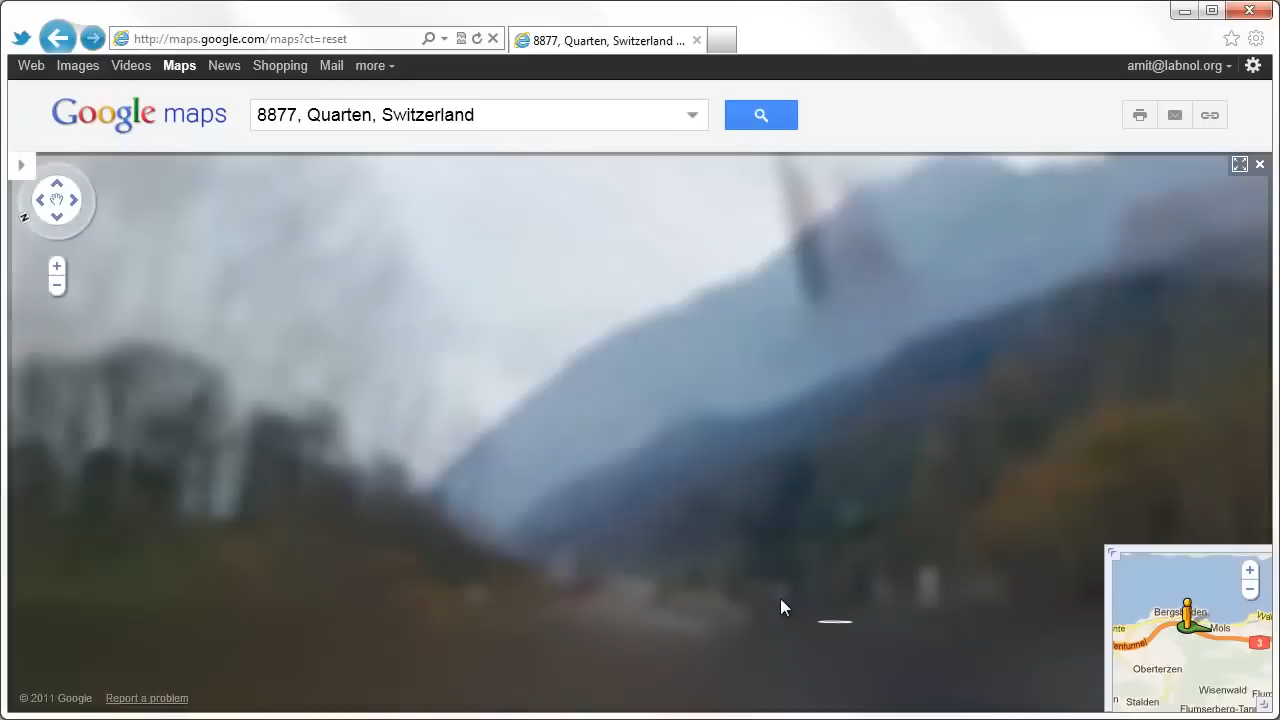 http://maps.google.com/maps?ct=reset
8877, Quarten, Switzerland ...
Web Images Videos Maps News Shopping Mail more
amit@labnol.org
Google maps
8877, Quarten, Switzerland
N
Mols
3
Oberterzen
Wisenwald
Stalden
© 2011 Google Report a problem